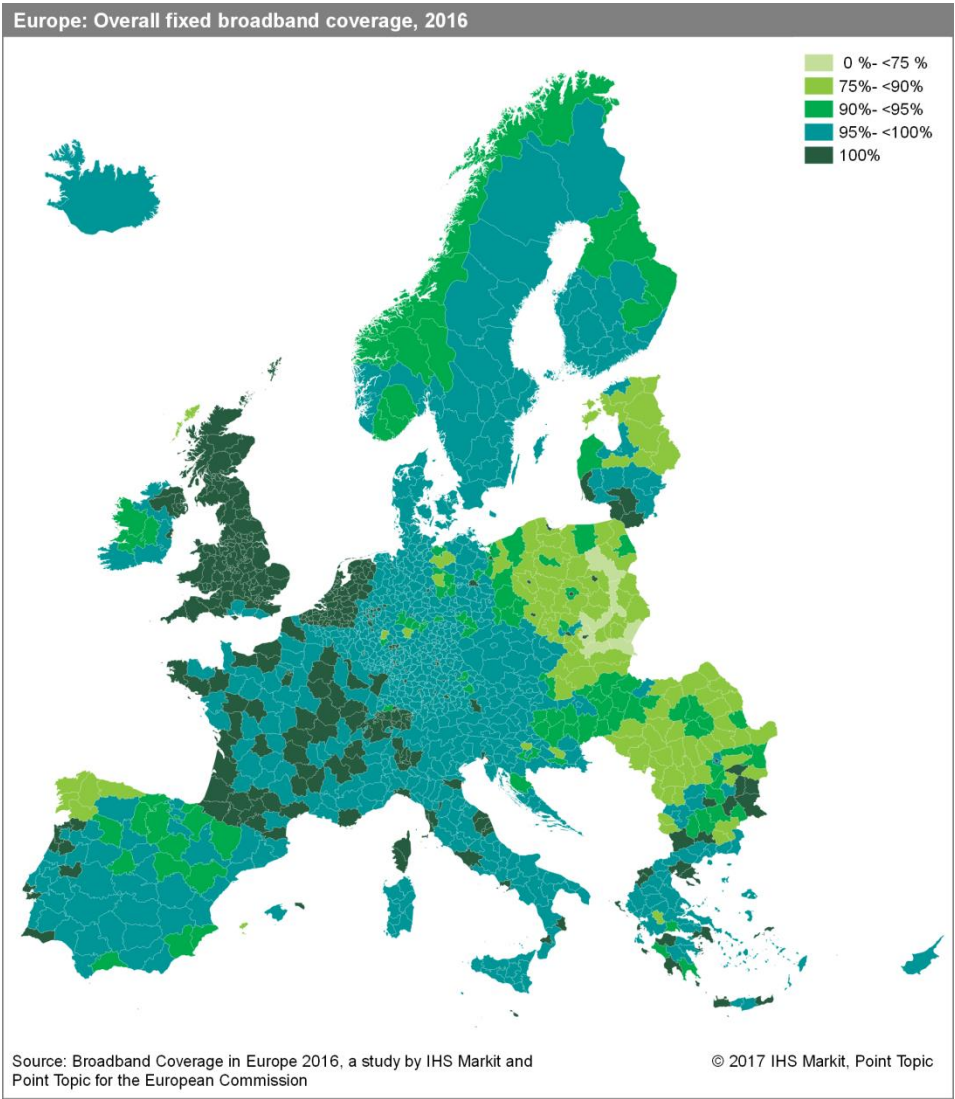 Europe: Overall fixed broadband coverage, 2016
0 %- <75 %
75%- <90%
90%- <95%
95%- <100%
100%
Source: Broadband Coverage in Europe 2016, a study by IHS Markit and
Point Topic for the European Commission
© 2017 IHS Markit, Point Topic